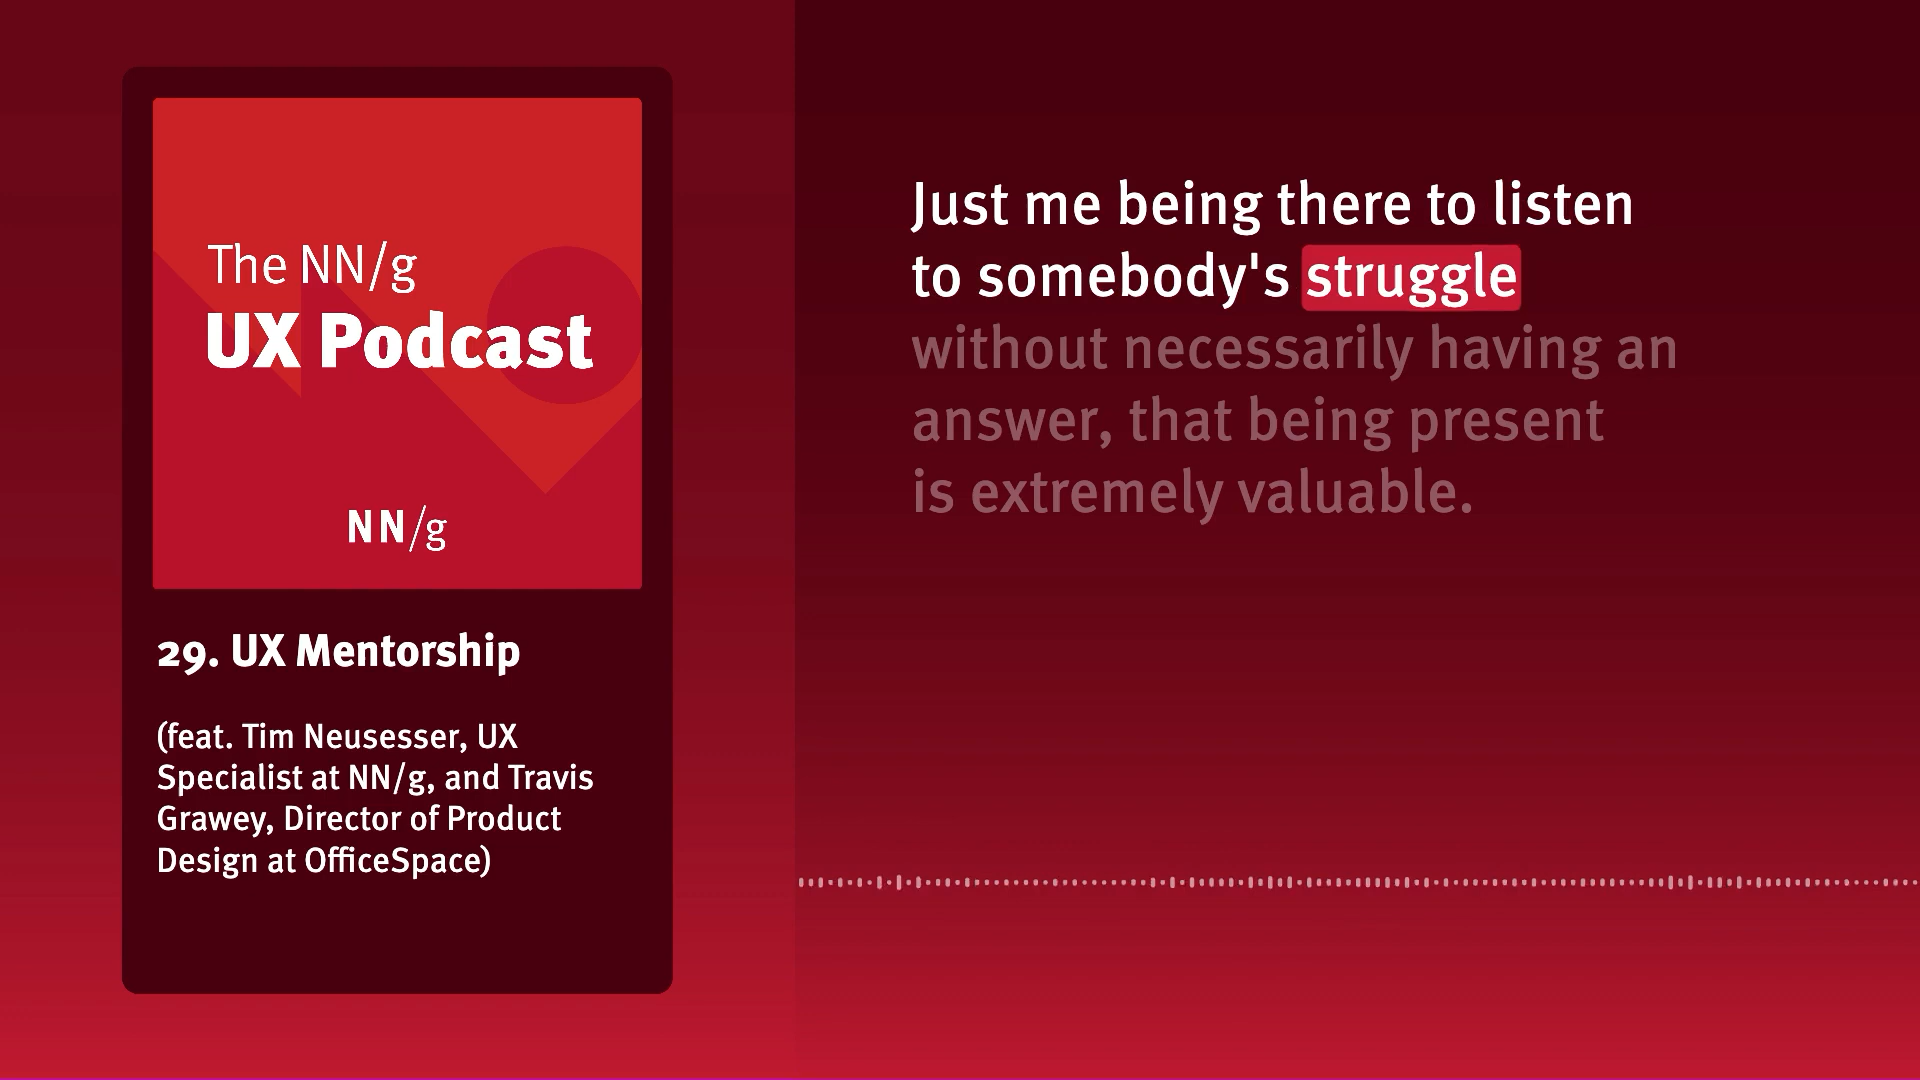 The NN/g
UX Podcast
NN/g
29. UX Mentorship
(feat. Tim Neusesser, UX
Specialist at NN/g, and Travis
Grawey, Director of Product
Design at OfficeSpace)
Just me being there to listen
to somebody's struggle
without necessarily having an
answer, that being present
is extremely valuable.